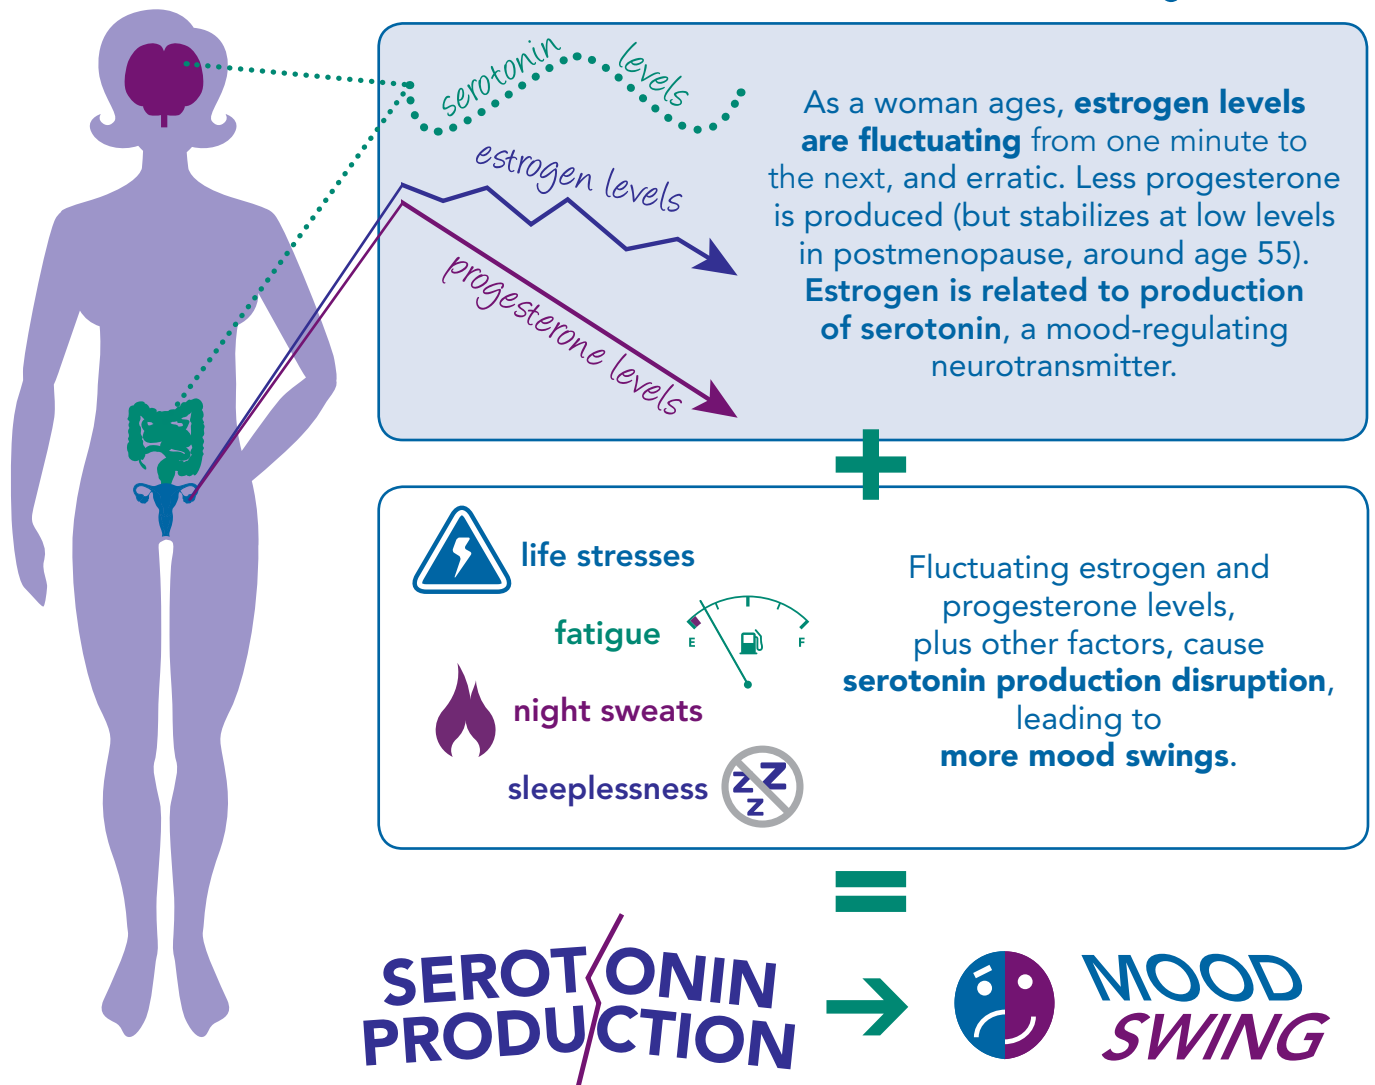 serotonin levels
estrogen levels
progesterone levels
As a woman ages, estrogen levels
are fluctuating from one minute to
the next, and erratic. Less progesterone
is produced (but stabilizes at low levels
in postmenopause, around age 55).
Estrogen is related to production
of serotonin, a mood-regulating
neurotransmitter.
+
life stresses
fatigue
E F
night sweats
sleeplessness
z z z
Fluctuating estrogen and
progesterone levels,
plus other factors, cause
serotonin production disruption,
leading to
more mood swings.
=
SEROTONIN
PRODUCTION
MOOD
SWING